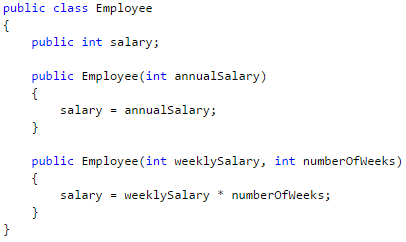 public class Employee
{
    public int salary;

    public Employee(int annualSalary)
    {
        salary = annualSalary;
    }

    public Employee(int weeklySalary, int numberOfWeeks)
    {
        salary = weeklySalary * numberOfWeeks;
    }
}